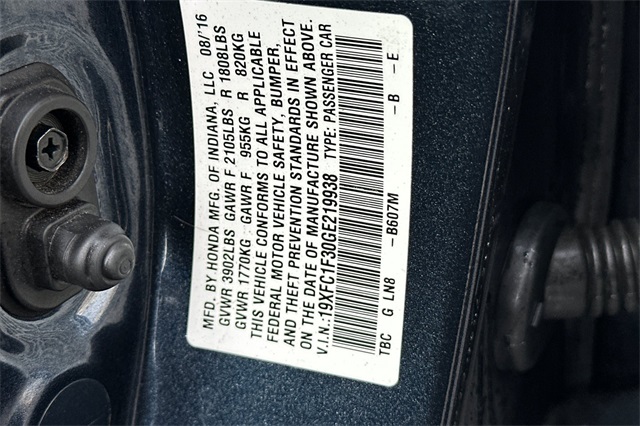 MFD. BY HONDA MFG. OF INDIANA, LLC 08/'16
GVWR 3902LBS GAWR F 2105LBS R 1808LBS
GVWR 1770KG GAWR F 955KG R 820KG
THIS VEHICLE CONFORMS TO ALL APPLICABLE
FEDERAL MOTOR VEHICLE SAFETY, BUMPER,
AND THEFT PREVENTION STANDARDS IN EFFECT
ON THE DATE OF MANUFACTURE SHOWN ABOVE.
V.I.N.:19XFC1F30GE219938 TYPE: PASSENGER CAR
TBC G LN8 -B607M -B -E